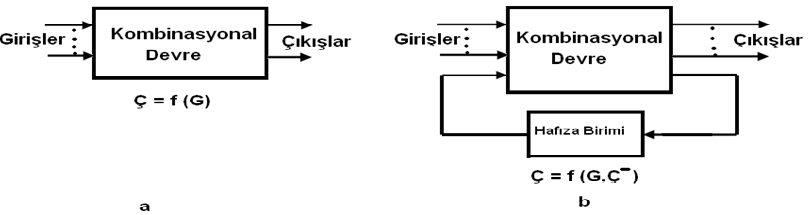 Girişler
Kombinasyonal
Devre
Çıkışlar
Ç = f (G)
a
Girişler
Kombinasyonal
Devre
Çıkışlar
Hafıza Birimi
Ç = f (G.Ç‾)
b